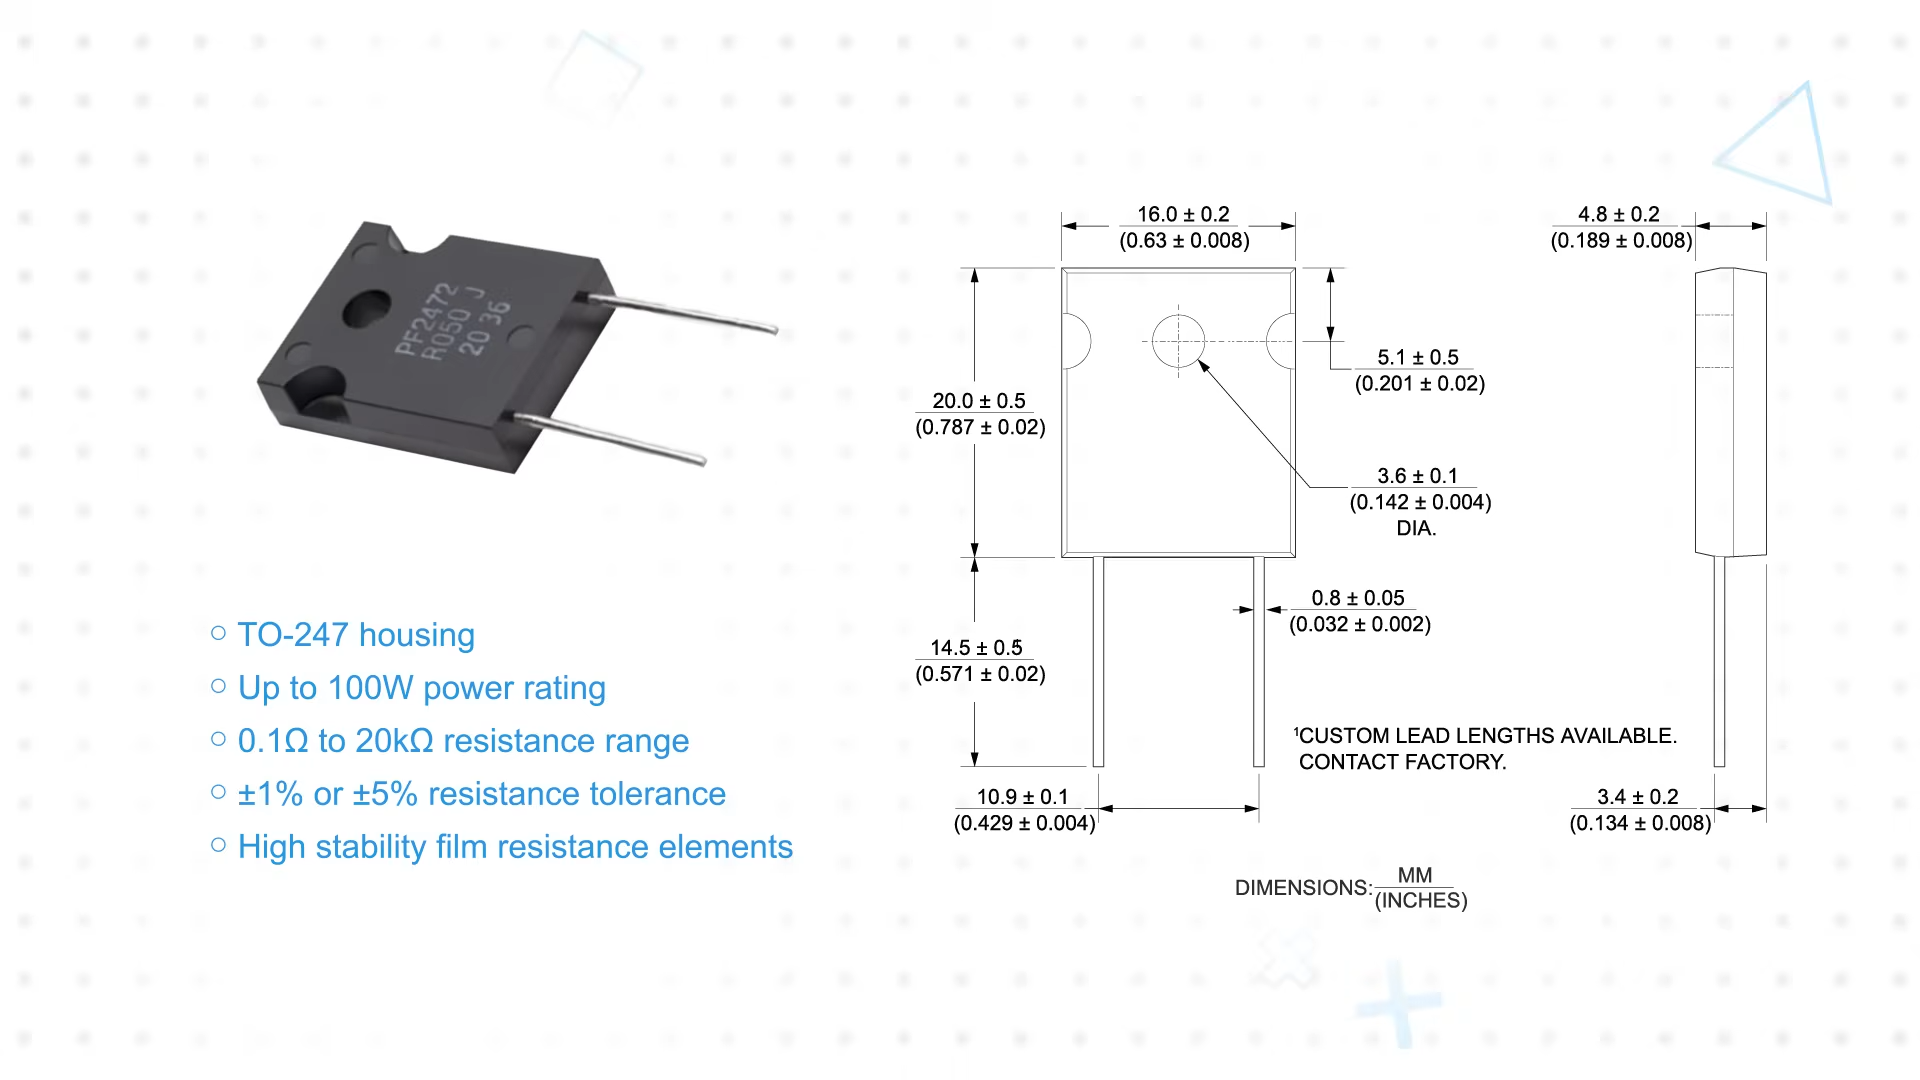 PF2472
R050 J
20 36
TO-247 housing
Up to 100W power rating
0.1Ω to 20kΩ resistance range
±1% or ±5% resistance tolerance
High stability film resistance elements
16.0 ± 0.2
(0.63 ± 0.008)
4.8 ± 0.2
(0.189 ± 0.008)
5.1 ± 0.5
(0.201 ± 0.02)
20.0 ± 0.5
(0.787 ± 0.02)
3.6 ± 0.1
(0.142 ± 0.004)
DIA.
0.8 ± 0.05
(0.032 ± 0.002)
14.5 ± 0.5
(0.571 ± 0.02)
¹CUSTOM LEAD LENGTHS AVAILABLE.
CONTACT FACTORY.
10.9 ± 0.1
(0.429 ± 0.004)
3.4 ± 0.2
(0.134 ± 0.008)
DIMENSIONS: MM
(INCHES)